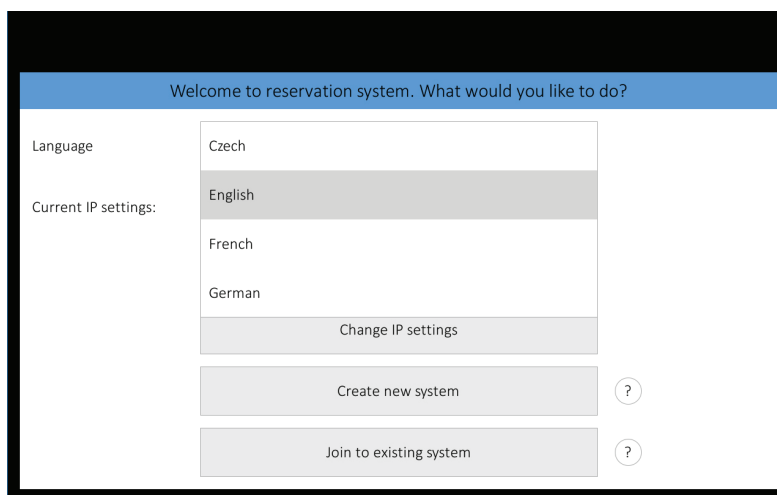 Welcome to reservation system. What would you like to do?
Language
Czech
English
Current IP settings:
French
German
Change IP settings
Create new system
?
Join to existing system
?